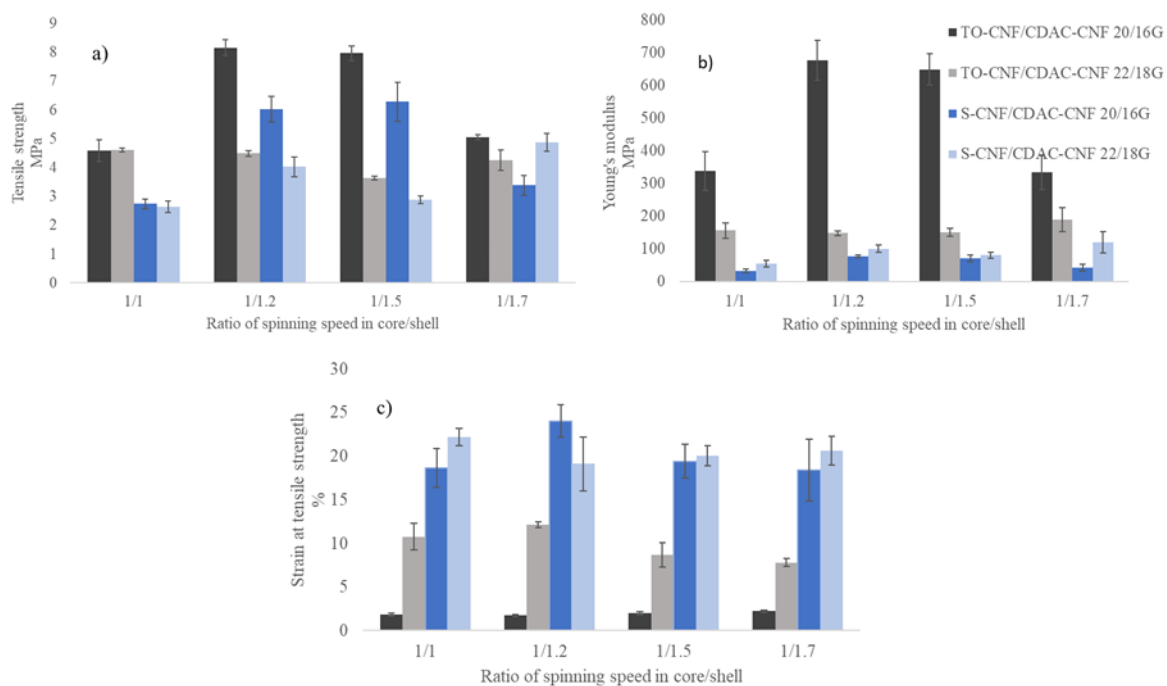 a)
Tensile strength
MPa
9
8
7
6
5
4
3
2
1
0
1/1 1/1.2 1/1.5 1/1.7
Ratio of spinning speed in core/shell
b)
Young's modulus
MPa
800
700
600
500
400
300
200
100
0
1/1 1/1.2 1/1.5 1/1.7
Ratio of spinning speed in core/shell
TO-CNF/CDAC-CNF 20/16G
TO-CNF/CDAC-CNF 22/18G
S-CNF/CDAC-CNF 20/16G
S-CNF/CDAC-CNF 22/18G
c)
Strain at tensile strength
%
30
25
20
15
10
5
0
1/1 1/1.2 1/1.5 1/1.7
Ratio of spinning speed in core/shell